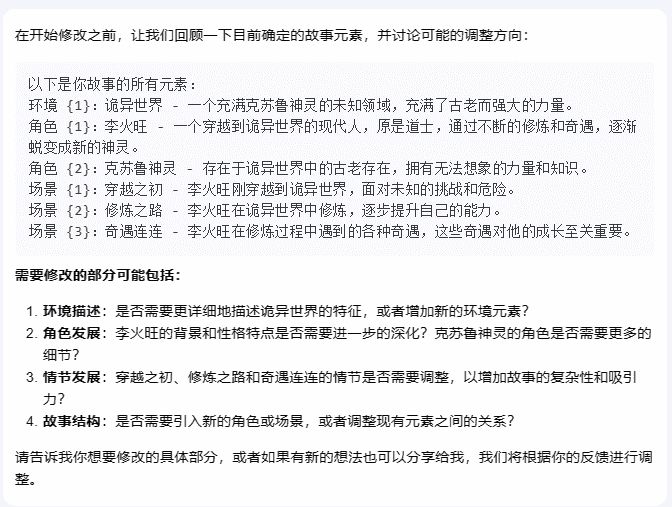 在开始修改之前，让我们回顾一下目前确定的故事元素，并讨论可能的调整方向：
以下是你故事的所有元素：
环境 {1}：诡异世界 - 一个充满克苏鲁神灵的未知领域，充满了古老而强大的力量。
角色 {1}：李火旺 - 一个穿越到诡异世界的现代人，原是道士，通过不断的修炼和奇遇，逐渐
蜕变成新的神灵。
角色 {2}：克苏鲁神灵 - 存在于诡异世界中的古老存在，拥有无法想象的力量和知识。
场景 {1}：穿越之初 - 李火旺刚穿越到诡异世界，面对未知的挑战和危险。
场景 {2}：修炼之路 - 李火旺在诡异世界中修炼，逐步提升自己的能力。
场景 {3}：奇遇连连 - 李火旺在修炼过程中遇到的各种奇遇，这些奇遇对他的成长至关重要。
需要修改的部分可能包括：
1. 环境描述：是否需要更详细地描述诡异世界的特征，或者增加新的环境元素？
2. 角色发展：李火旺的背景和性格特点是否需要进一步的深化？克苏鲁神灵的角色是否需要更多的
细节？
3. 情节发展：穿越之初、修炼之路和奇遇连连的情节是否需要调整，以增加故事的复杂性和吸引
力？
4. 故事结构：是否需要引入新的角色或场景，或者调整现有元素之间的关系？
请告诉我你想要修改的具体部分，或者如果有新的想法也可以分享给我，我们将根据你的反馈进行调
整。